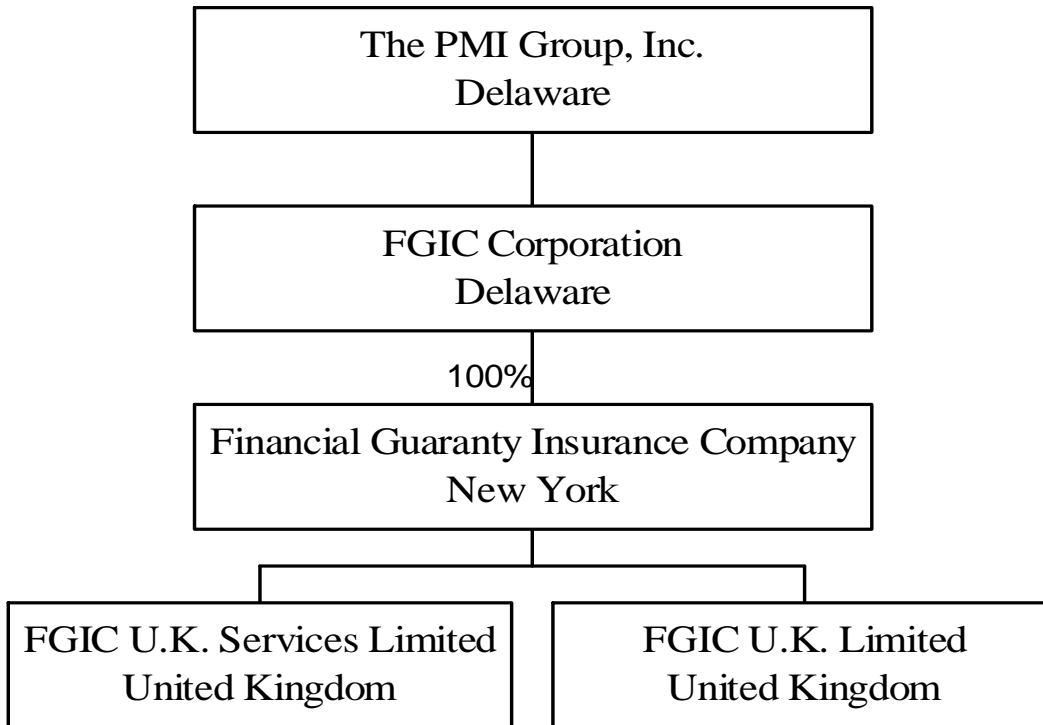 The PMI Group, Inc.
Delaware
FGIC Corporation
Delaware
100%
Financial Guaranty Insurance Company
New York
FGIC U.K. Services Limited
United Kingdom
FGIC U.K. Limited
United Kingdom